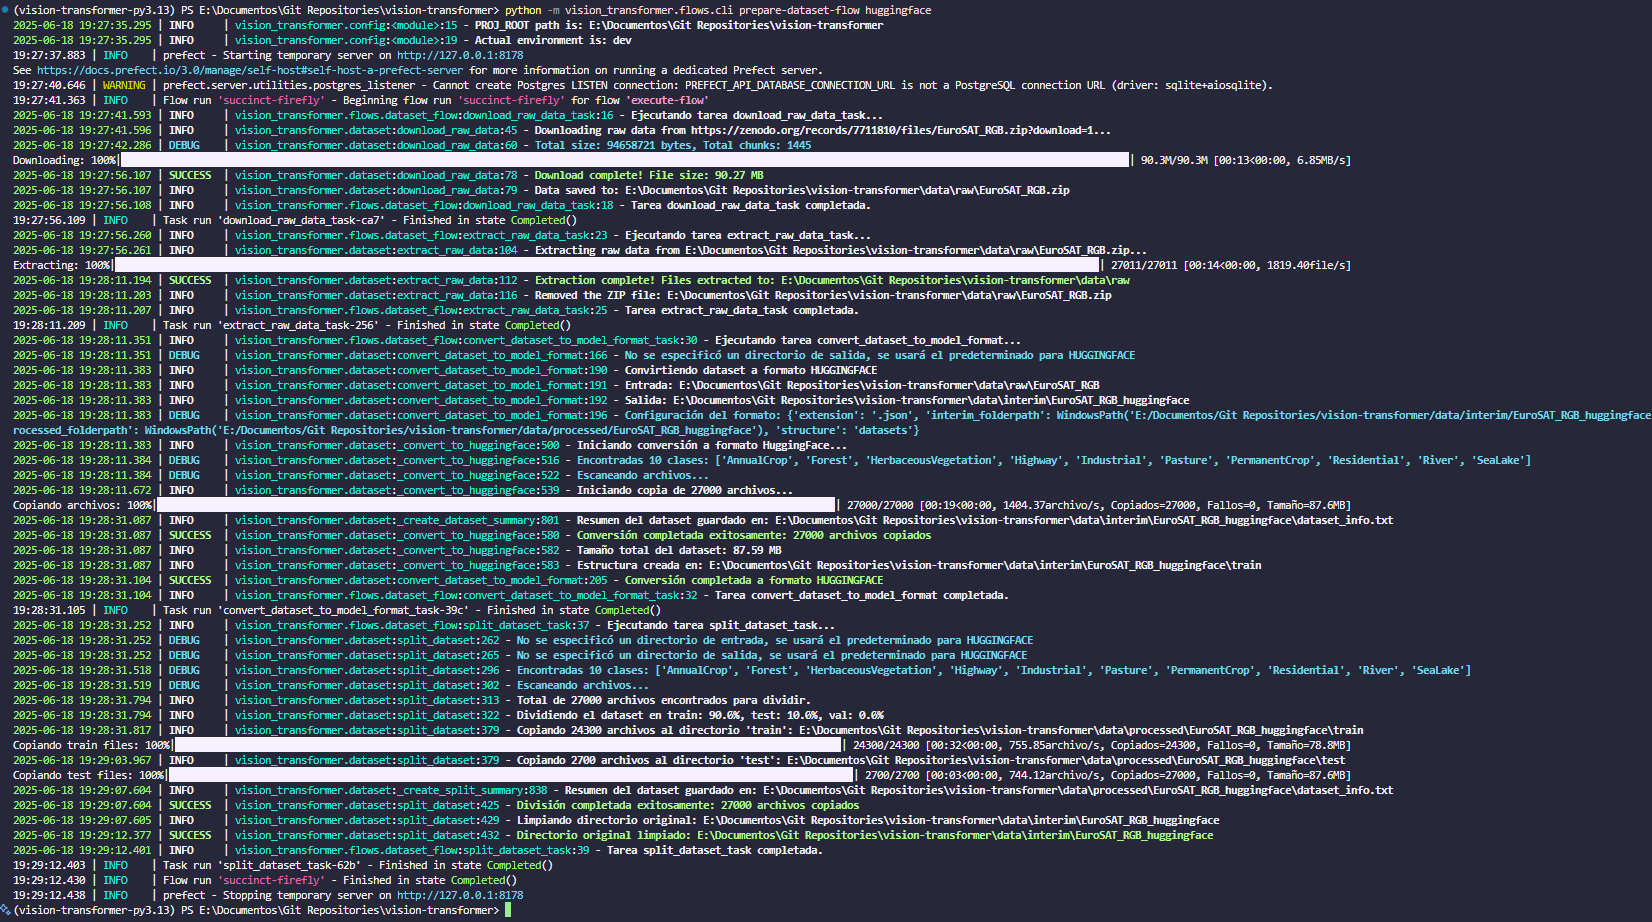 (vision-transformer-py3.13) PS E:\Documentos\Git Repositories\vision-transformer> python -m vision_transformer.flows.cli prepare-dataset-flow huggingface
2025-06-18 19:27:35.295 | INFO | vision_transformer.config:<module>:15 - PROJ_ROOT path is: E:\Documentos\Git Repositories\vision-transformer
2025-06-18 19:27:35.295 | INFO | vision_transformer.config:<module>:19 - Actual environment is: dev
19:27:37.883 | INFO | prefect - Starting temporary server on http://127.0.0.1:8178
See https://docs.prefect.io/3.0/manage/self-host#self-host-a-prefect-server for more information on running a dedicated Prefect server.
19:27:40.646 | WARNING | prefect.server.utilities.postgres_listener - Cannot create Postgres LISTEN connection: PREFECT_API_DATABASE_CONNECTION_URL is not a PostgreSQL connection URL (driver: sqlite+aiosqlite).
19:27:41.363 | INFO | Flow run 'succinct-firefly' - Beginning flow run 'succinct-firefly' for flow 'execute-flow'
2025-06-18 19:27:41.593 | INFO | vision_transformer.flows.dataset_flow:download_raw_data_task:16 - Ejecutando tarea download_raw_data_task...
2025-06-18 19:27:41.596 | INFO | vision_transformer.dataset:download_raw_data:45 - Downloading raw data from https://zenodo.org/records/7711810/files/EuroSAT_RGB.zip?download=1...
2025-06-18 19:27:42.286 | DEBUG | vision_transformer.dataset:download_raw_data:60 - Total size: 94658721 bytes, Total chunks: 1445
Downloading: 100%| | 90.3M/90.3M [00:13<00:00, 6.85MB/s]
2025-06-18 19:27:56.107 | SUCCESS | vision_transformer.dataset:download_raw_data:78 - Download complete! File size: 90.27 MB
2025-06-18 19:27:56.107 | INFO | vision_transformer.dataset:download_raw_data:79 - Data saved to: E:\Documentos\Git Repositories\vision-transformer\data\raw\EuroSAT_RGB.zip
2025-06-18 19:27:56.108 | INFO | vision_transformer.flows.dataset_flow:download_raw_data_task:18 - Tarea download_raw_data_task completada.
19:27:56.109 | INFO | Task run 'download_raw_data_task-ca7' - Finished in state Completed()
2025-06-18 19:27:56.260 | INFO | vision_transformer.flows.dataset_flow:extract_raw_data_task:23 - Ejecutando tarea extract_raw_data_task...
2025-06-18 19:27:56.261 | INFO | vision_transformer.dataset:extract_raw_data:104 - Extracting raw data from E:\Documentos\Git Repositories\vision-transformer\data\raw\EuroSAT_RGB.zip...
Extracting: 100%| | 27011/27011 [00:14<00:00, 1819.40file/s]
2025-06-18 19:28:11.194 | SUCCESS | vision_transformer.dataset:extract_raw_data:112 - Extraction complete! Files extracted to: E:\Documentos\Git Repositories\vision-transformer\data\raw
2025-06-18 19:28:11.203 | INFO | vision_transformer.dataset:extract_raw_data:116 - Removed the ZIP file: E:\Documentos\Git Repositories\vision-transformer\data\raw\EuroSAT_RGB.zip
2025-06-18 19:28:11.207 | INFO | vision_transformer.flows.dataset_flow:extract_raw_data_task:25 - Tarea extract_raw_data_task completada.
19:28:11.209 | INFO | Task run 'extract_raw_data_task-256' - Finished in state Completed()
2025-06-18 19:28:11.351 | INFO | vision_transformer.flows.dataset_flow:convert_dataset_to_model_format_task:30 - Ejecutando tarea convert_dataset_to_model_format...
2025-06-18 19:28:11.351 | DEBUG | vision_transformer.dataset:convert_dataset_to_model_format:166 - No se especificó un directorio de salida, se usará el predeterminado para HUGGINGFACE
2025-06-18 19:28:11.383 | INFO | vision_transformer.dataset:convert_dataset_to_model_format:190 - Convirtiendo dataset a formato HUGGINGFACE
2025-06-18 19:28:11.383 | INFO | vision_transformer.dataset:convert_dataset_to_model_format:191 - Entrada: E:\Documentos\Git Repositories\vision-transformer\data\raw\EuroSAT_RGB
2025-06-18 19:28:11.383 | INFO | vision_transformer.dataset:convert_dataset_to_model_format:192 - Salida: E:\Documentos\Git Repositories\vision-transformer\data\interim\EuroSAT_RGB_huggingface
2025-06-18 19:28:11.383 | DEBUG | vision_transformer.dataset:convert_dataset_to_model_format:196 - Configuración del formato: {'extension': '.json', 'interim_folderpath': WindowsPath('E:/Documentos/Git Repositories/vision-transformer/data/interim/EuroSAT_RGB_huggingface
rocessed_folderpath': WindowsPath('E:/Documentos/Git Repositories/vision-transformer/data/processed/EuroSAT_RGB_huggingface'), 'structure': 'datasets'}
2025-06-18 19:28:11.383 | INFO | vision_transformer.dataset:_convert_to_huggingface:500 - Iniciando conversión a formato HuggingFace...
2025-06-18 19:28:11.384 | DEBUG | vision_transformer.dataset:_convert_to_huggingface:516 - Encontradas 10 clases: ['AnnualCrop', 'Forest', 'HerbaceousVegetation', 'Highway', 'Industrial', 'Pasture', 'PermanentCrop', 'Residential', 'River', 'SeaLake']
2025-06-18 19:28:11.384 | DEBUG | vision_transformer.dataset:_convert_to_huggingface:522 - Escaneando archivos...
2025-06-18 19:28:11.672 | INFO | vision_transformer.dataset:_convert_to_huggingface:539 - Iniciando copia de 27000 archivos...
Copiando archivos: 100%| | 27000/27000 [00:19<00:00, 1404.37archivo/s, Copiados=27000, Fallos=0, Tamaño=87.6MB]
2025-06-18 19:28:31.087 | INFO | vision_transformer.dataset:_create_dataset_summary:801 - Resumen del dataset guardado en: E:\Documentos\Git Repositories\vision-transformer\data\interim\EuroSAT_RGB_huggingface\dataset_info.txt
2025-06-18 19:28:31.087 | SUCCESS | vision_transformer.dataset:_convert_to_huggingface:580 - Conversión completada exitosamente: 27000 archivos copiados
2025-06-18 19:28:31.087 | INFO | vision_transformer.dataset:_convert_to_huggingface:582 - Tamaño total del dataset: 87.59 MB
2025-06-18 19:28:31.087 | INFO | vision_transformer.dataset:_convert_to_huggingface:583 - Estructura creada en: E:\Documentos\Git Repositories\vision-transformer\data\interim\EuroSAT_RGB_huggingface\train
2025-06-18 19:28:31.104 | SUCCESS | vision_transformer.dataset:convert_dataset_to_model_format:205 - Conversión completada a formato HUGGINGFACE
2025-06-18 19:28:31.104 | INFO | vision_transformer.flows.dataset_flow:convert_dataset_to_model_format_task:32 - Tarea convert_dataset_to_model_format completada.
19:28:31.105 | INFO | Task run 'convert_dataset_to_model_format_task-39c' - Finished in state Completed()
2025-06-18 19:28:31.252 | INFO | vision_transformer.flows.dataset_flow:split_dataset_task:37 - Ejecutando tarea split_dataset_task...
2025-06-18 19:28:31.252 | DEBUG | vision_transformer.dataset:split_dataset:262 - No se especificó un directorio de entrada, se usará el predeterminado para HUGGINGFACE
2025-06-18 19:28:31.252 | DEBUG | vision_transformer.dataset:split_dataset:265 - No se especificó un directorio de salida, se usará el predeterminado para HUGGINGFACE
2025-06-18 19:28:31.518 | DEBUG | vision_transformer.dataset:split_dataset:296 - Encontradas 10 clases: ['AnnualCrop', 'Forest', 'HerbaceousVegetation', 'Highway', 'Industrial', 'Pasture', 'PermanentCrop', 'Residential', 'River', 'SeaLake']
2025-06-18 19:28:31.519 | DEBUG | vision_transformer.dataset:split_dataset:302 - Escaneando archivos...
2025-06-18 19:28:31.794 | INFO | vision_transformer.dataset:split_dataset:313 - Total de 27000 archivos encontrados para dividir.
2025-06-18 19:28:31.794 | INFO | vision_transformer.dataset:split_dataset:322 - Dividiendo el dataset en train: 90.0%, test: 10.0%, val: 0.0%
2025-06-18 19:28:31.817 | INFO | vision_transformer.dataset:split_dataset:379 - Copiando 24300 archivos al directorio 'train': E:\Documentos\Git Repositories\vision-transformer\data\processed\EuroSAT_RGB_huggingface\train
Copiando train files: 100%| | 24300/24300 [00:32<00:00, 755.85archivo/s, Copiados=24300, Fallos=0, Tamaño=78.8MB]
2025-06-18 19:29:03.967 | INFO | vision_transformer.dataset:split_dataset:379 - Copiando 2700 archivos al directorio 'test': E:\Documentos\Git Repositories\vision-transformer\data\processed\EuroSAT_RGB_huggingface\test
Copiando test files: 100%| | 2700/2700 [00:03<00:00, 744.12archivo/s, Copiados=27000, Fallos=0, Tamaño=87.6MB]
2025-06-18 19:29:07.604 | INFO | vision_transformer.dataset:_create_split_summary:838 - Resumen del dataset guardado en: E:\Documentos\Git Repositories\vision-transformer\data\processed\EuroSAT_RGB_huggingface\dataset_info.txt
2025-06-18 19:29:07.604 | SUCCESS | vision_transformer.dataset:split_dataset:425 - División completada exitosamente: 27000 archivos copiados
2025-06-18 19:29:07.605 | INFO | vision_transformer.dataset:split_dataset:429 - Limpiando directorio original: E:\Documentos\Git Repositories\vision-transformer\data\interim\EuroSAT_RGB_huggingface
2025-06-18 19:29:12.377 | SUCCESS | vision_transformer.dataset:split_dataset:432 - Directorio original limpiado: E:\Documentos\Git Repositories\vision-transformer\data\interim\EuroSAT_RGB_huggingface
2025-06-18 19:29:12.401 | INFO | vision_transformer.flows.dataset_flow:split_dataset_task:39 - Tarea split_dataset_task completada.
19:29:12.403 | INFO | Task run 'split_dataset_task-62b' - Finished in state Completed()
19:29:12.430 | INFO | Flow run 'succinct-firefly' - Finished in state Completed()
19:29:12.438 | INFO | prefect - Stopping temporary server on http://127.0.0.1:8178
(vision-transformer-py3.13) PS E:\Documentos\Git Repositories\vision-transformer>